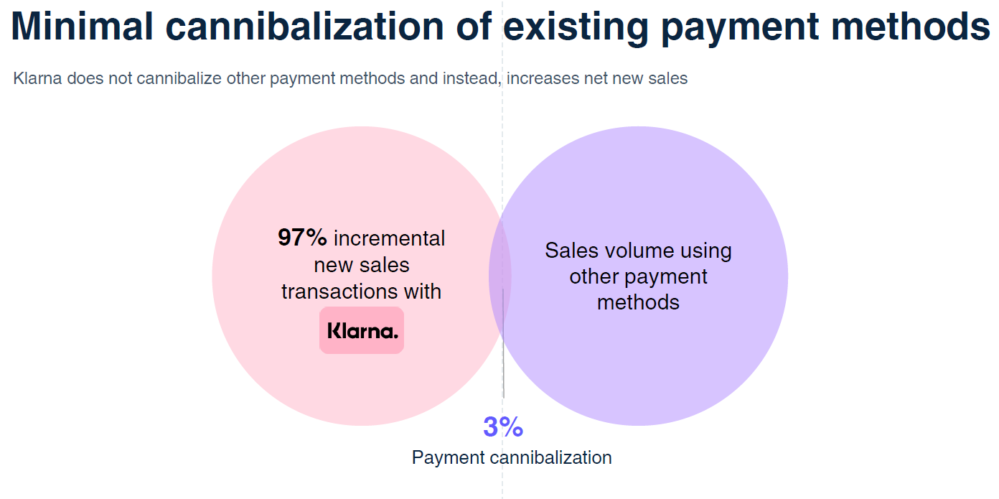 Minimal cannibalization of existing payment methods
Klarna does not cannibalize other payment methods and instead, increases net new sales
97% incremental
new sales
transactions with
Klarna.
Sales volume using
other payment
methods
3%
Payment cannibalization